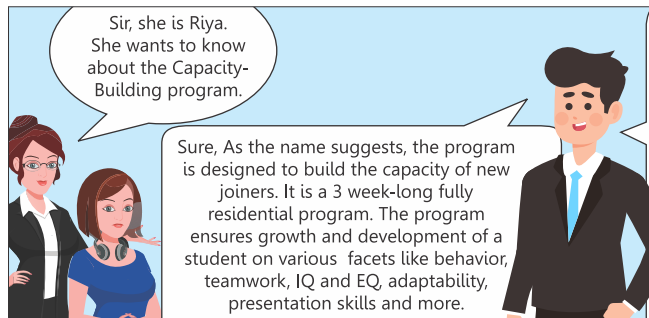 Sir, she is Riya.
She wants to know
about the Capacity-
Building program.
Sure, As the name suggests, the program
is designed to build the capacity of new
joiners. It is a 3 week-long fully
residential program. The program
ensures growth and development of a
student on various facets like behavior,
teamwork, IQ and EQ, adaptability,
presentation skills and more.